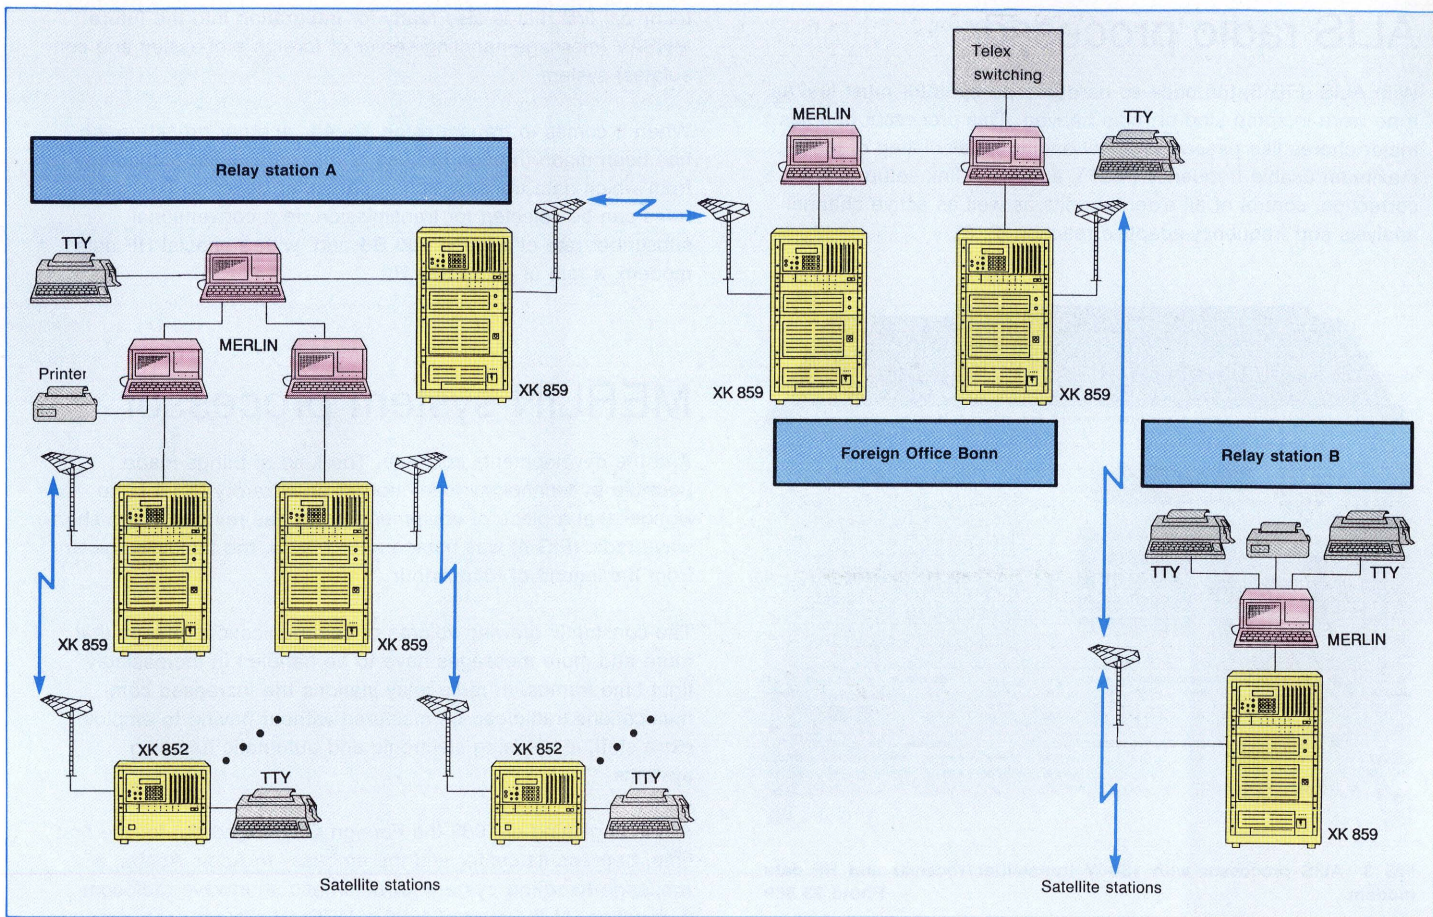 Telex
switching
MERLIN
TTY
Relay station A
TTY
MERLIN
Printer
XK 859
XK 859
XK 859
Foreign Office Bonn
Relay station B
TTY
TTY
MERLIN
XK 859
XK 859
XK 852
TTY
XK 852
TTY
XK 859
Satellite stations
Satellite stations